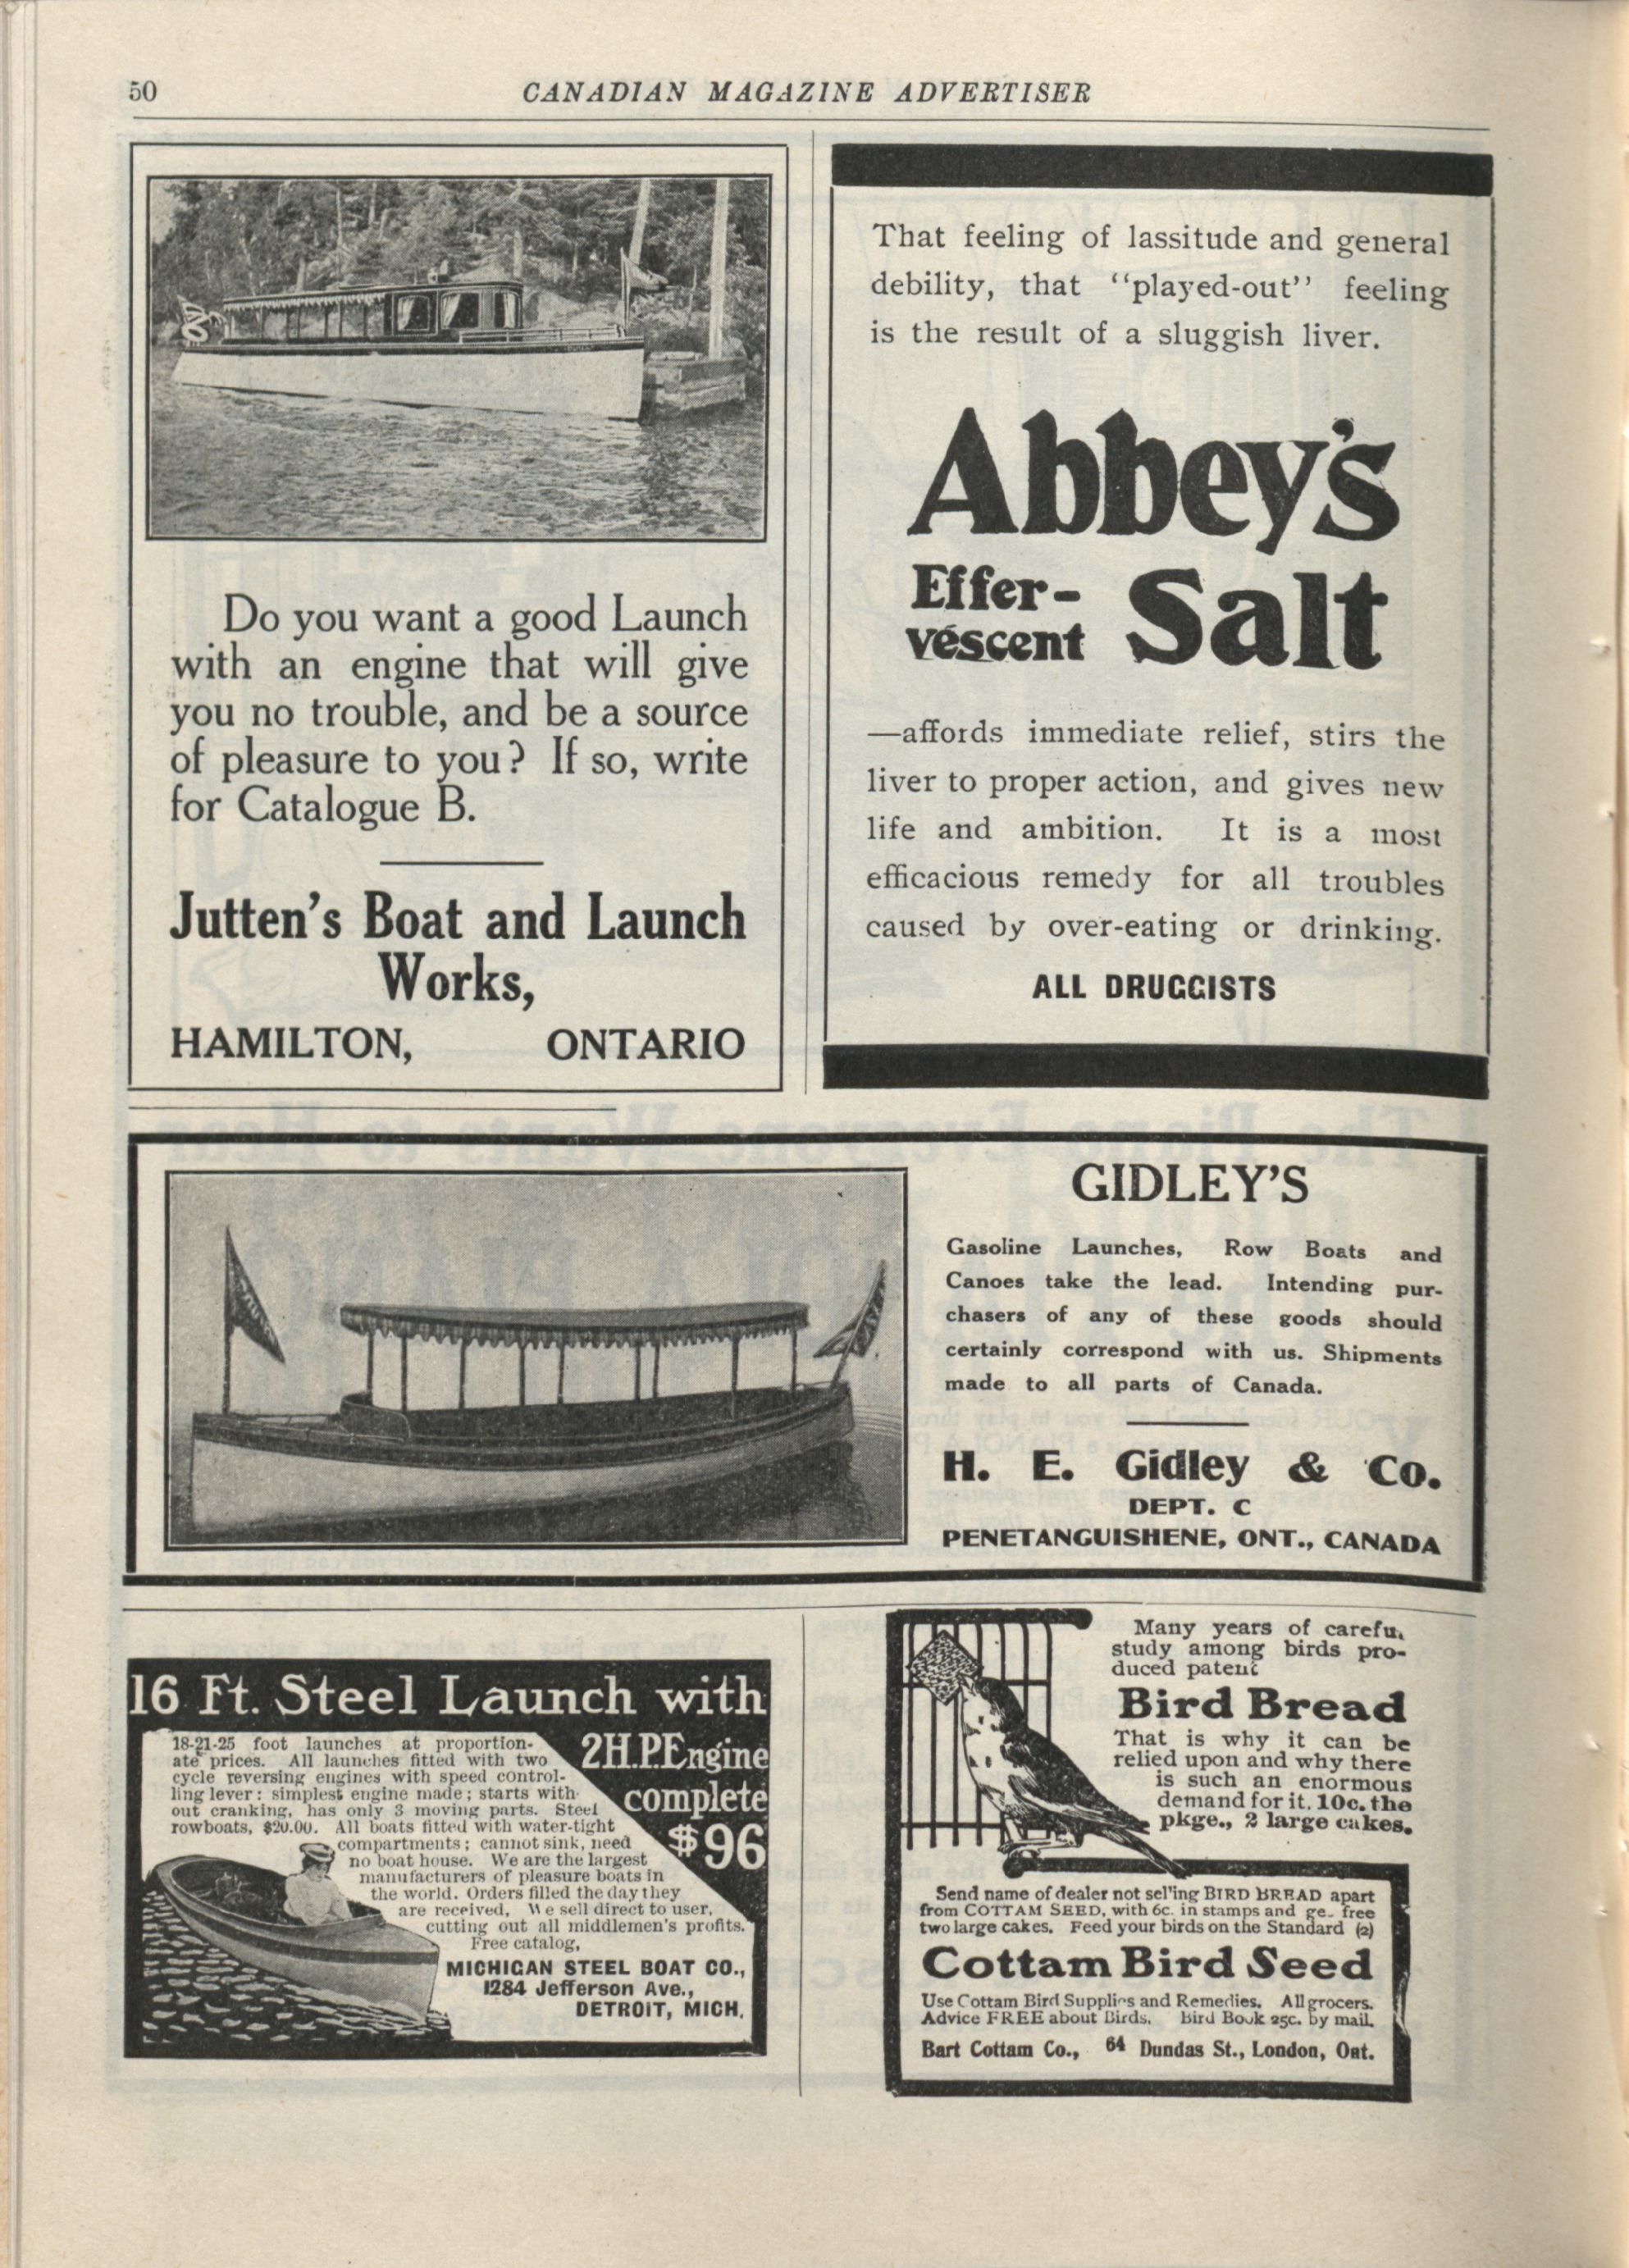 50
CANADIAN MAGAZINE ADVERTISER
Do you want a good Launch
with an engine that will give
you no trouble, and be a source
of pleasure to you? If so, write
for Catalogue B.
Jutten's Boat and Launch
Works,
HAMILTON, ONTARIO
That feeling of lassitude and general
debility, that "played-out" feeling
is the result of a sluggish liver.
Abbey's
Effer-
vescent Salt
—affords immediate relief, stirs the
liver to proper action, and gives new
life and ambition. It is a most
efficacious remedy for all troubles
caused by over-eating or drinking.
ALL DRUGGISTS
GIDLEY'S
Gasoline Launches, Row Boats and
Canoes take the lead. Intending pur-
chasers of any of these goods should
certainly correspond with us. Shipments
made to all parts of Canada.
H. E. Gidley & Co.
DEPT. C
PENETANGUISHENE, ONT., CANADA
16 Ft. Steel Launch with
2H.P.Engine
complete
$96
18-21-25 foot launches at proportion-
ate prices. All launches fitted with two
cycle reversing engines with speed control-
ling lever: simplest engine made; starts with-
out cranking, has only 3 moving parts. Steel
rowboats, $20.00. All boats fitted with water-tight
compartments; cannot sink, need
no boat house. We are the largest
manufacturers of pleasure boats in
the world. Orders filled the day they
are received. We sell direct to user,
cutting out all middlemen's profits.
Free catalog,
MICHIGAN STEEL BOAT CO.,
1284 Jefferson Ave.,
DETROIT, MICH.
Many years of carefu
study among birds pro-
duced patent
Bird Bread
That is why it can be
relied upon and why there
is such an enormous
demand for it. 10c. the
pkge., 2 large cakes.
Send name of dealer not sel'ing BIRD BREAD apart
from COTTAM SEED, with 6c. in stamps and ge free
two large cakes. Feed your birds on the Standard (2)
Cottam Bird Seed
Use Cottam Bird Supplies and Remedies. All grocers.
Advice FREE about Birds. Bird Book 25c. by mail.
Bart Cottam Co., 64 Dundas St., London, Ont.